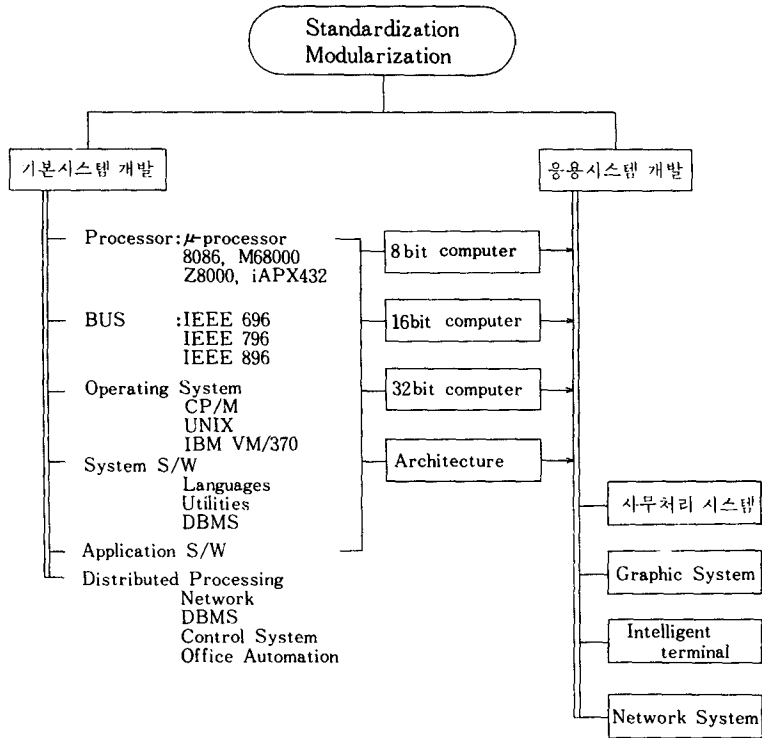 Standardization
Modularization
기본시스템 개발
응용시스템 개발
Processor:μ-processor
8086, M68000
Z8000, iAPX432
BUS :IEEE 696
IEEE 796
IEEE 896
Operating System
CP/M
UNIX
IBM VM/370
System S/W
Languages
Utilities
DBMS
Application S/W
Distributed Processing
Network
DBMS
Control System
Office Automation
8bit computer
16bit computer
32bit computer
Architecture
사무처리 시스템
Graphic System
Intelligent
terminal
Network System